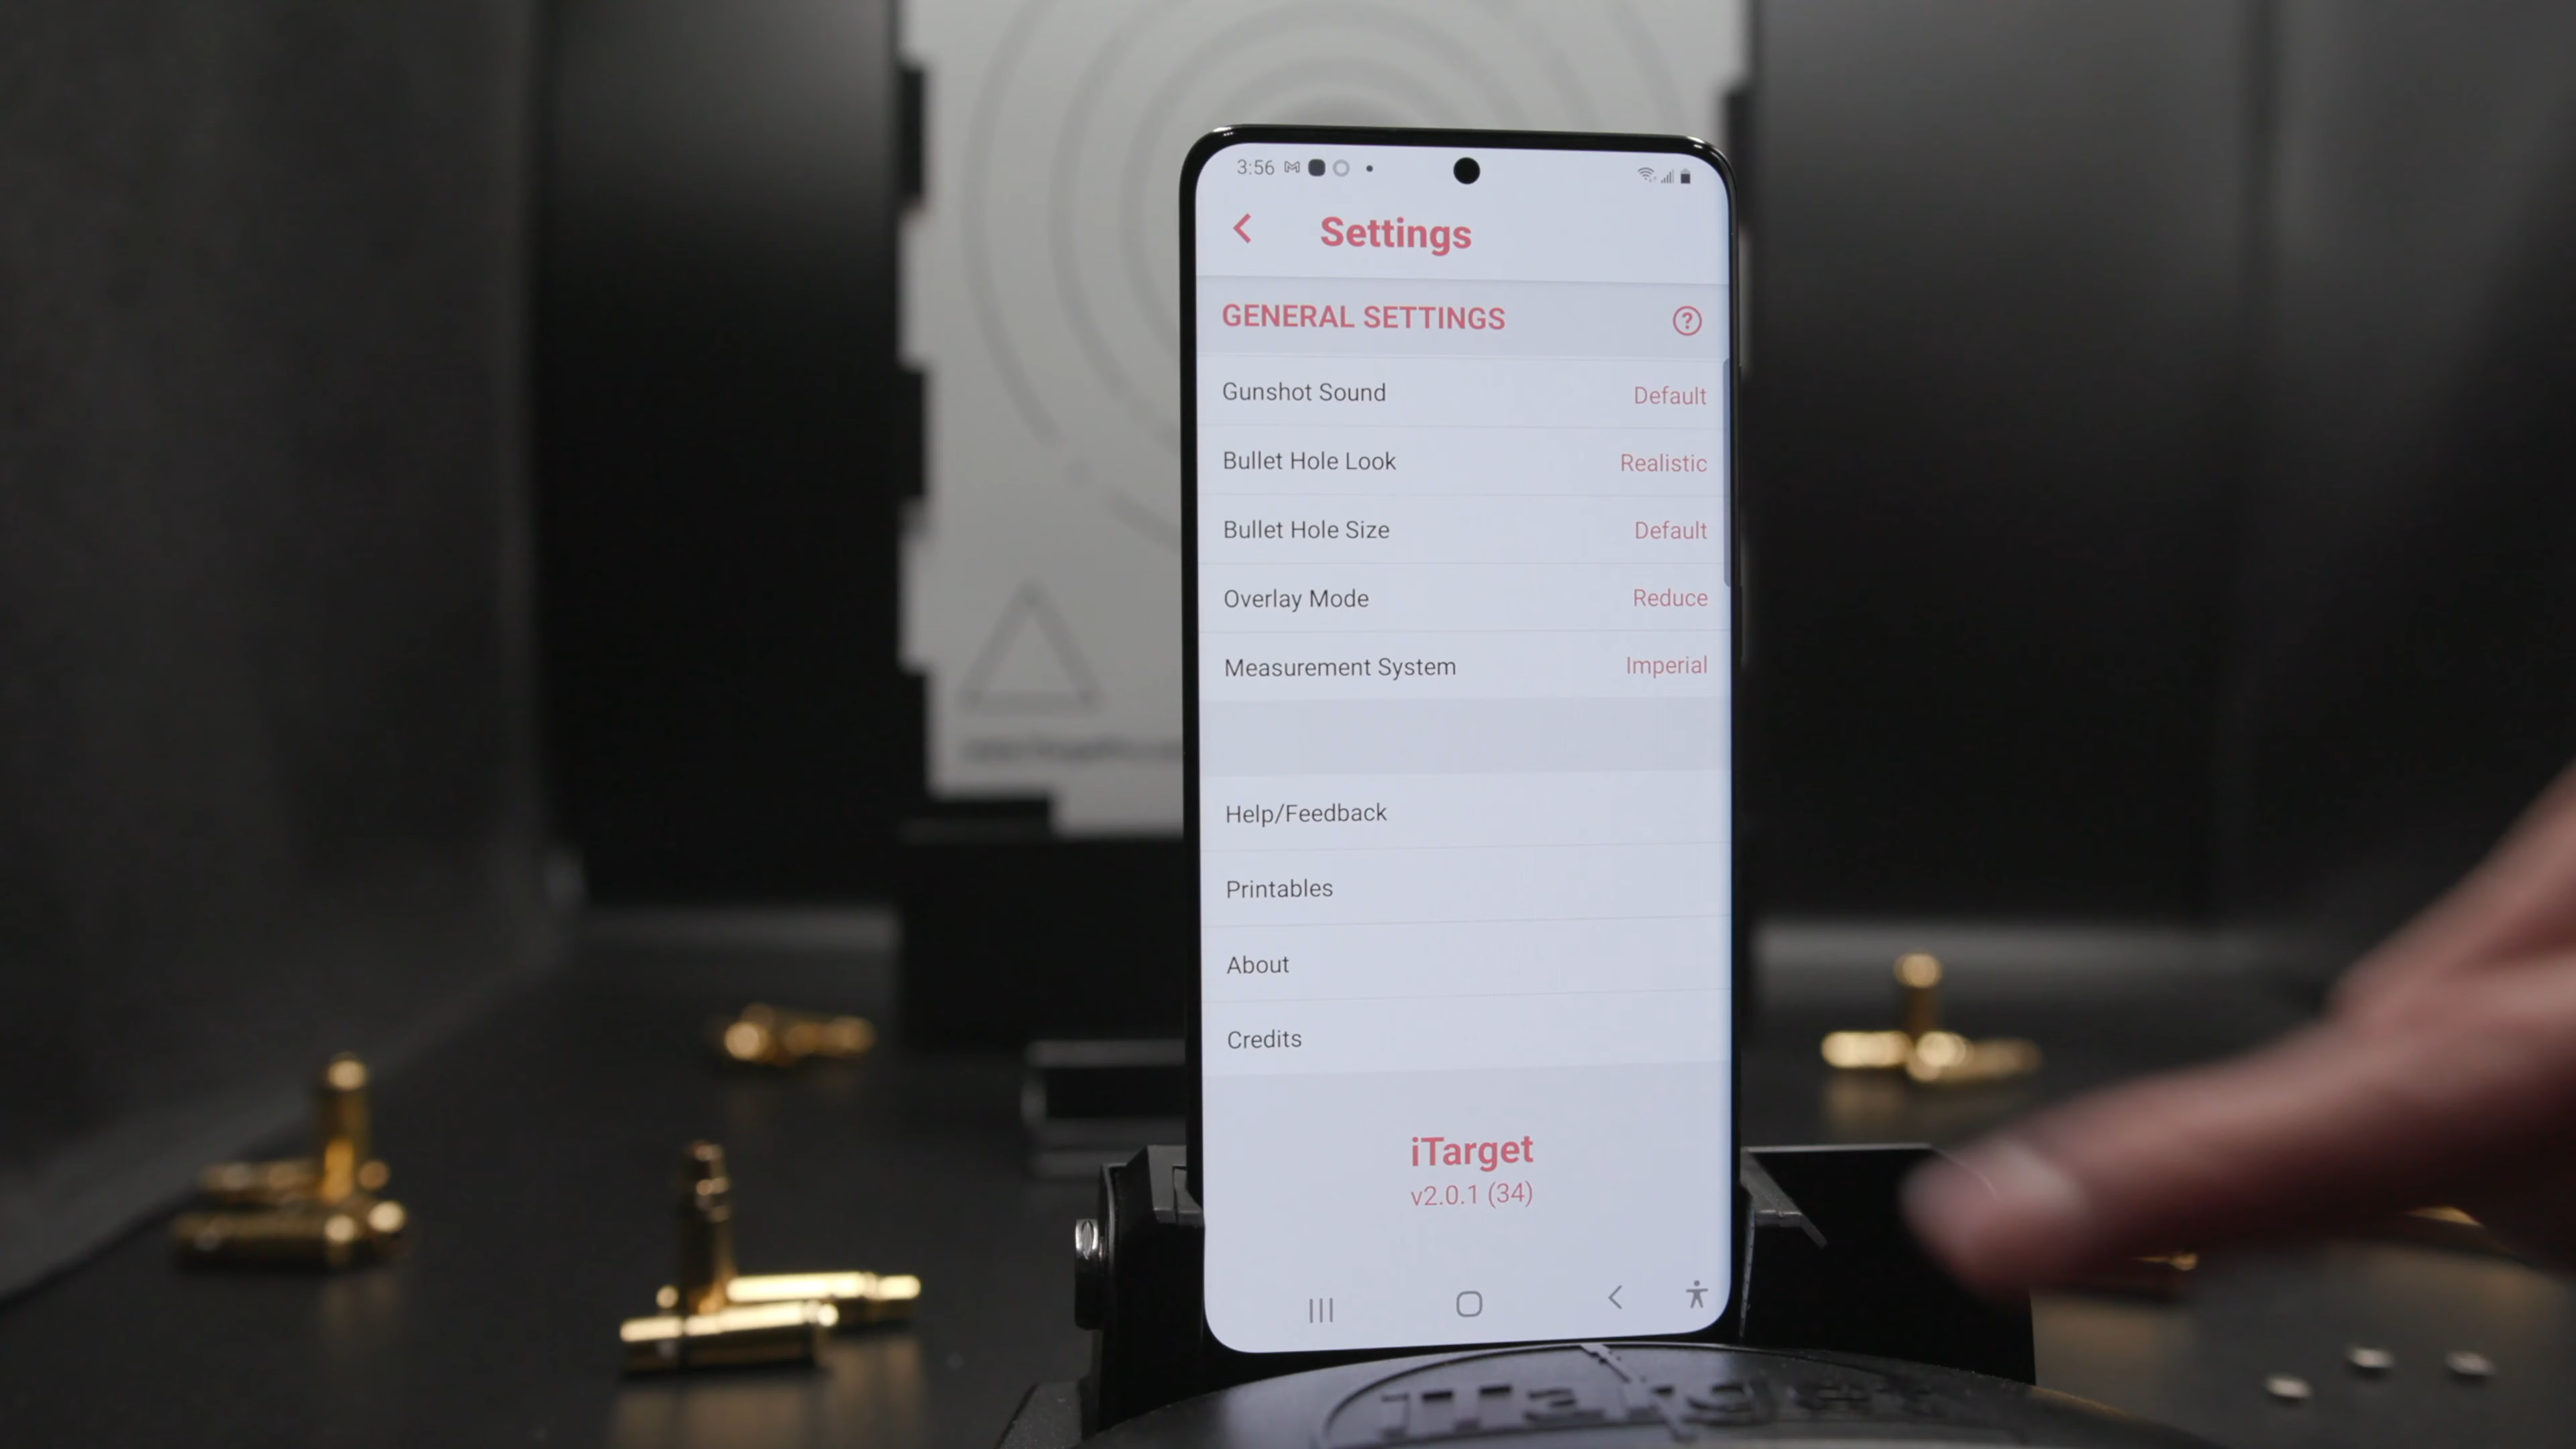 3:56
Settings
GENERAL SETTINGS
Gunshot Sound Default
Bullet Hole Look Realistic
Bullet Hole Size Default
Overlay Mode Reduce
Measurement System Imperial
Help/Feedback
Printables
About
Credits
iTarget
v2.0.1 (34)
iTarget